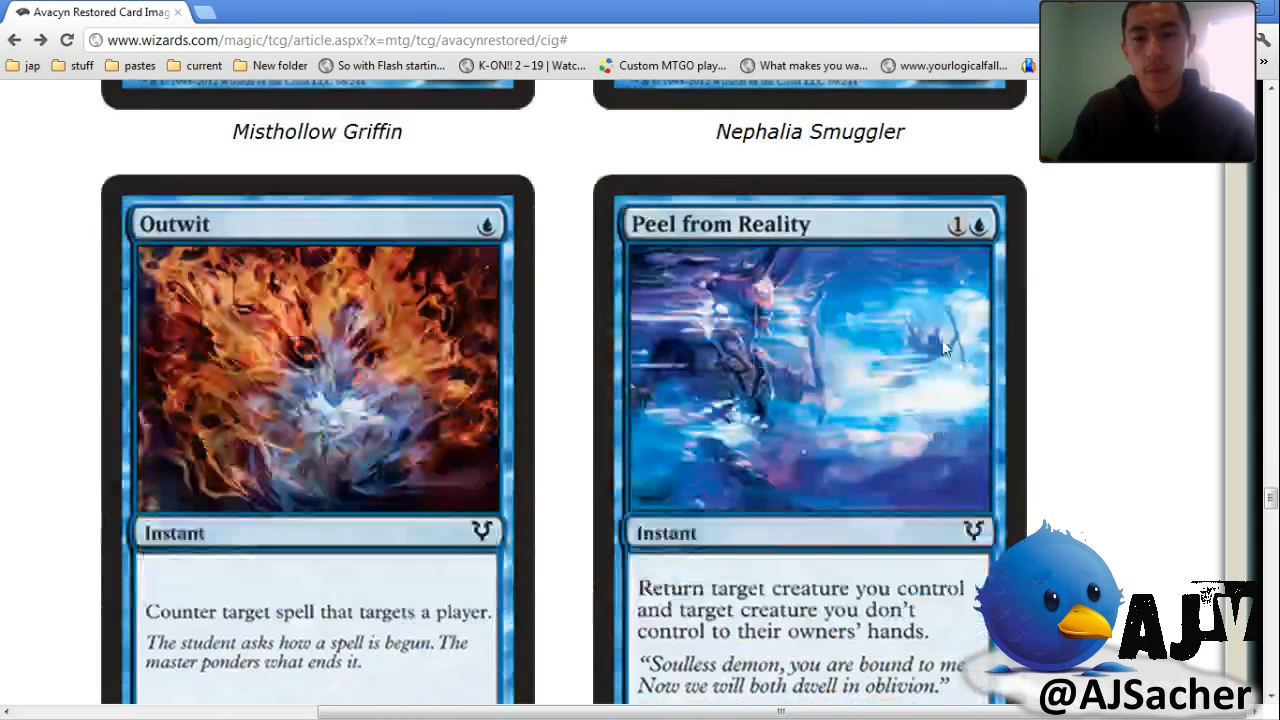 Avacyn Restored Card Imag
www.wizards.com/magic/tcg/article.aspx?x=mtg/tcg/avacynrestored/cig#
jap stuff pastes current New folder So with Flash startin... K-ON!! 2 – 19 | Watc... Custom MTGO play... What makes you wa... www.yourlogicalfall...
Misthollow Griffin
Nephalia Smuggler
Outwit
Peel from Reality 1
Instant
Instant
Counter target spell that targets a player.
The student asks how a spell is begun. The
master ponders what ends it.
Return target creature you control
and target creature you don't
control to their owners' hands.
"Soulless demon, you are bound to me
Now we will both dwell in oblivion."
@AJSacher